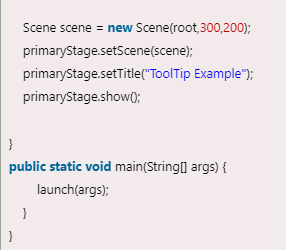 Scene scene = new Scene(root,300,200);
primaryStage.setScene(scene);
primaryStage.setTitle("ToolTip Example");
primaryStage.show();
}
public static void main(String[] args) {
launch(args);
}
}